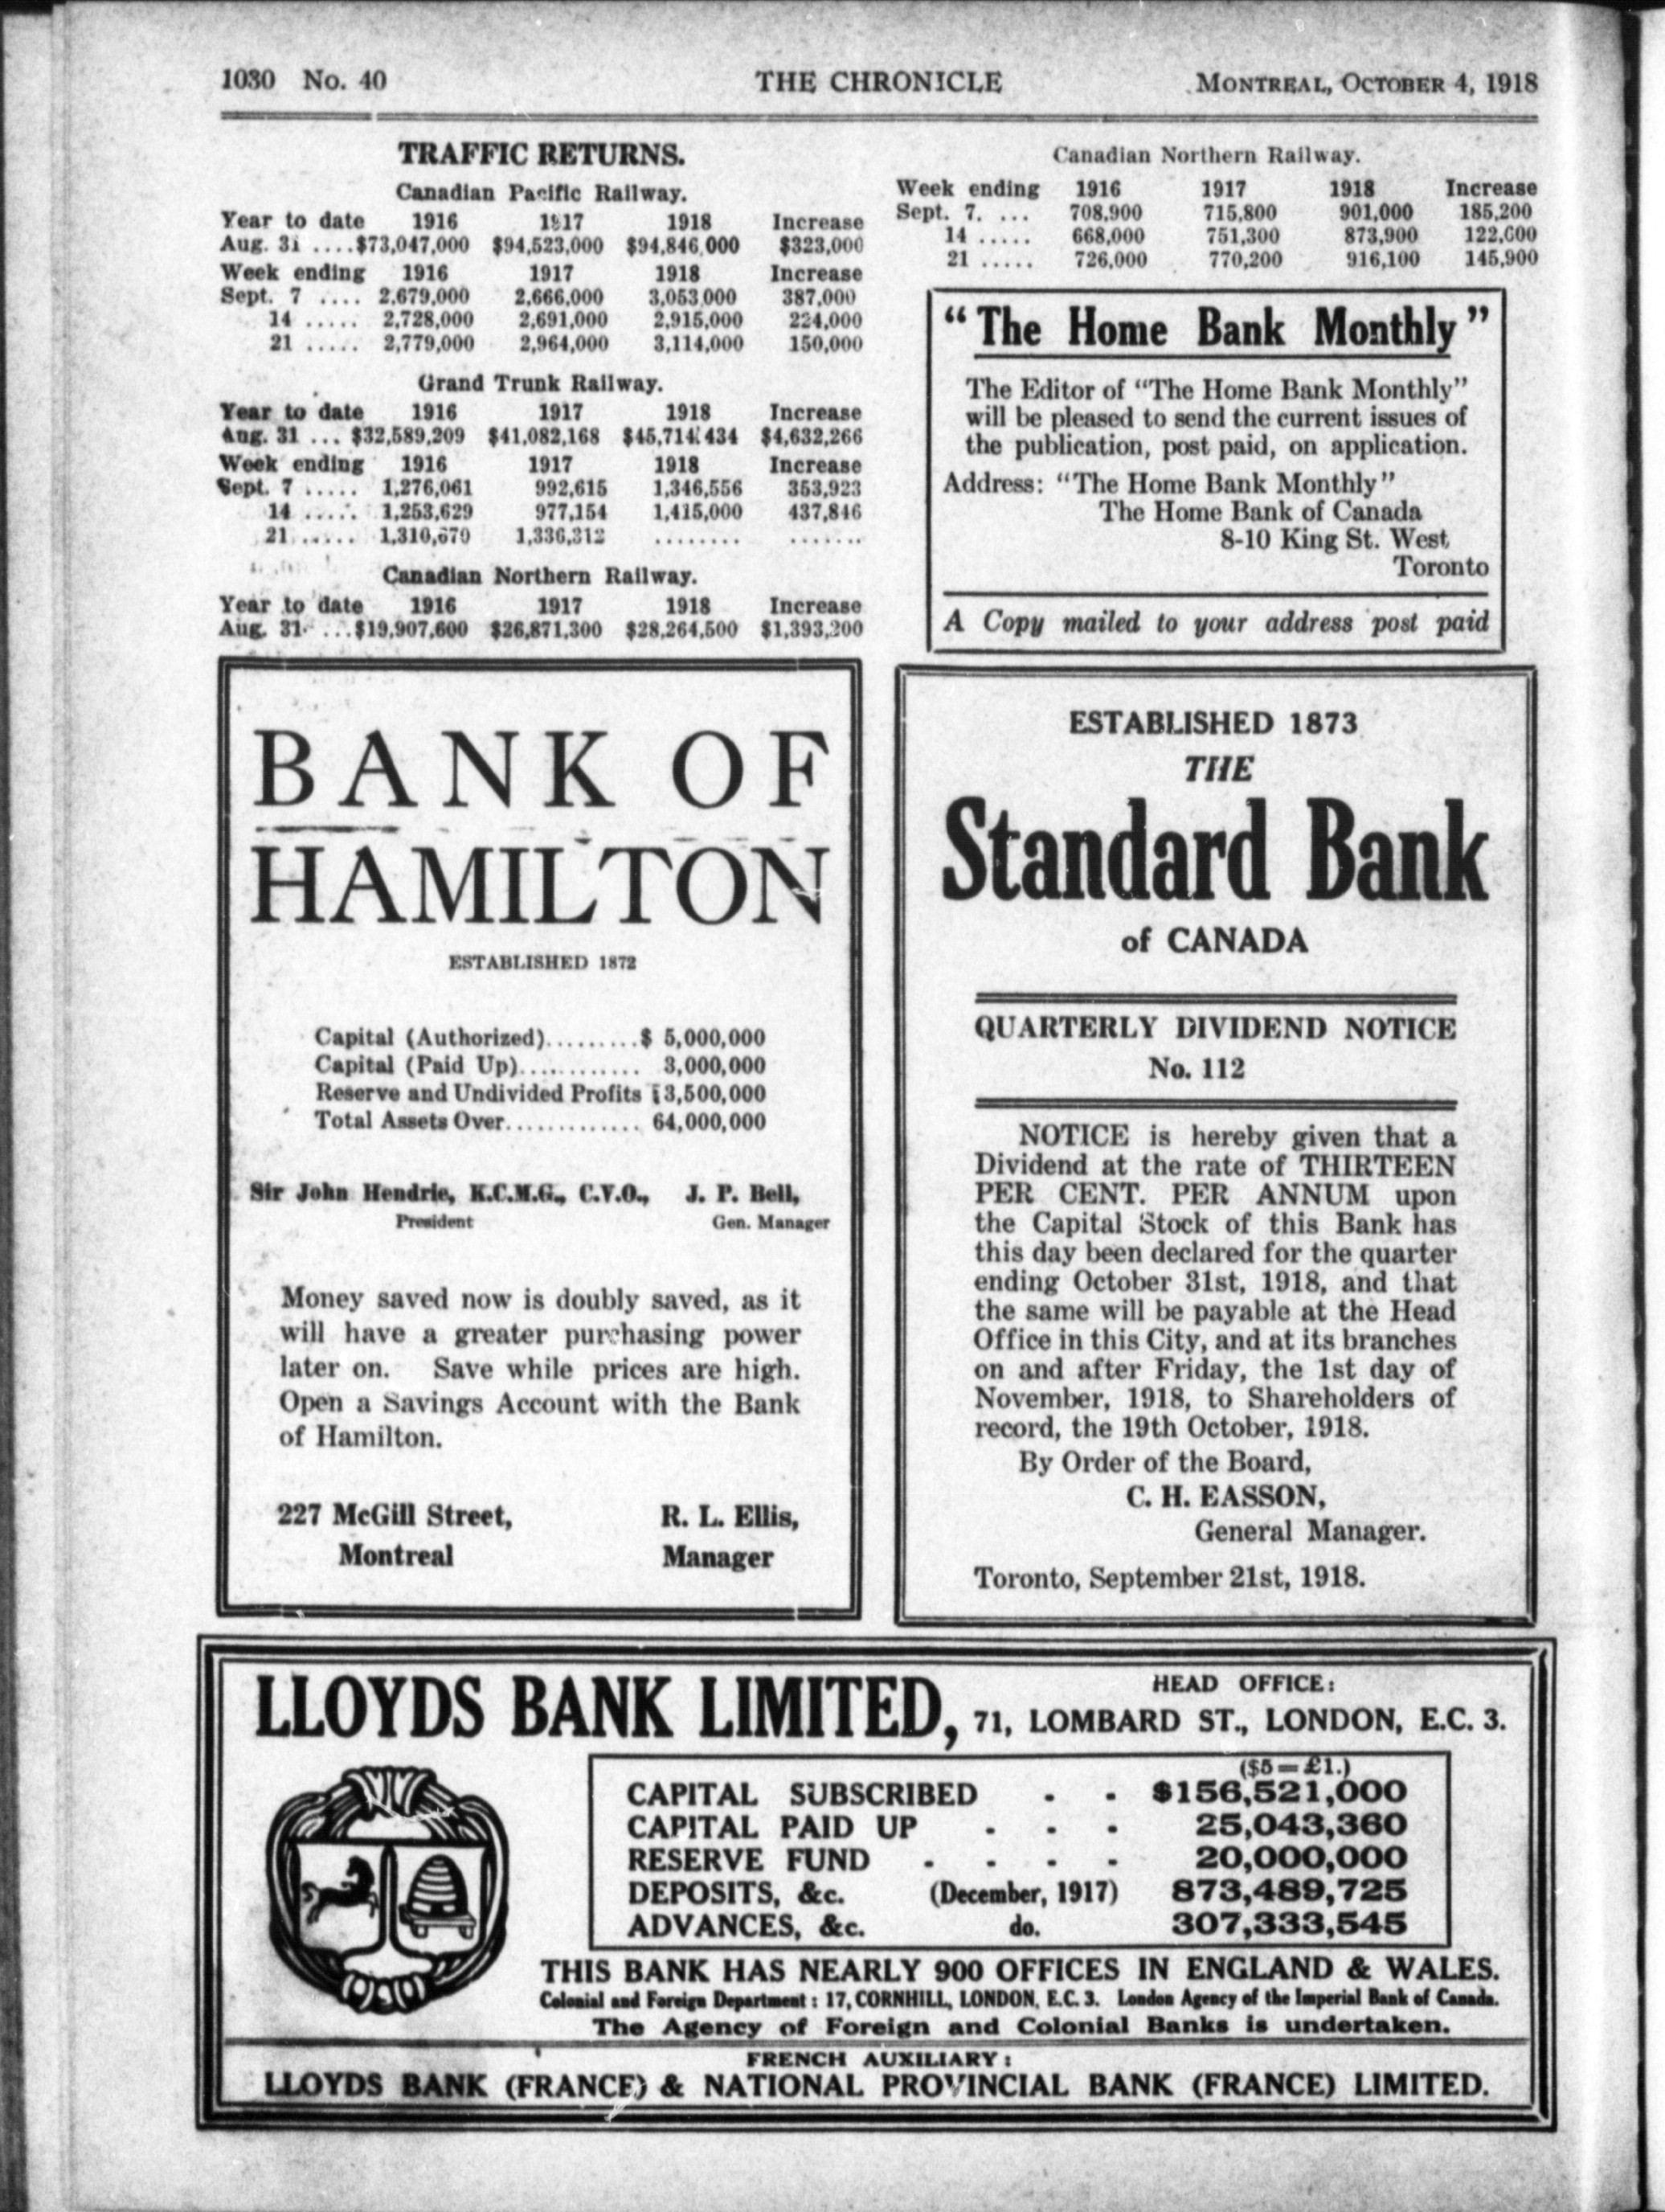 1030 No. 40 THE CHRONICLE MONTREAL, OCTOBER 4, 1918
TRAFFIC RETURNS.
Canadian Pacific Railway.
Year to date 1916 1917 1918 Increase
Aug. 31 ....$73,047,000 $94,523,000 $94,846,000 $323,000
Week ending 1916 1917 1918 Increase
Sept. 7 .... 2,679,000 2,666,000 3,053,000 387,000
14 ..... 2,728,000 2,691,000 2,915,000 224,000
21 ..... 2,779,000 2,964,000 3,114,000 150,000
Grand Trunk Railway.
Year to date 1916 1917 1918 Increase
Aug. 31 ... $32,589,209 $41,082,168 $45,714,434 $4,632,266
Week ending 1916 1917 1918 Increase
Sept. 7 ..... 1,276,061 992,615 1,346,556 353,923
14 ..... 1,253,629 977,154 1,415,000 437,846
21 ..... 1,310,670 1,336,312 ........ .......
Canadian Northern Railway.
Year to date 1916 1917 1918 Increase
Aug. 31 ...$19,907,600 $26,871,300 $28,264,500 $1,393,200
Canadian Northern Railway.
Week ending 1916 1917 1918 Increase
Sept. 7. ... 708,900 715,800 901,000 185,200
14 ..... 668,000 751,300 873,900 122,600
21 ..... 726,000 770,200 916,100 145,900
"The Home Bank Monthly"
The Editor of "The Home Bank Monthly"
will be pleased to send the current issues of
the publication, post paid, on application.
Address: "The Home Bank Monthly"
The Home Bank of Canada
8-10 King St. West
Toronto
A Copy mailed to your address post paid
BANK OF
HAMILTON
ESTABLISHED 1872
Capital (Authorized).........$ 5,000,000
Capital (Paid Up)............ 3,000,000
Reserve and Undivided Profits 3,500,000
Total Assets Over............. 64,000,000
Sir John Hendrie, K.C.M.G., C.V.O., J. P. Bell,
President Gen. Manager
Money saved now is doubly saved, as it
will have a greater purchasing power
later on. Save while prices are high.
Open a Savings Account with the Bank
of Hamilton.
227 McGill Street, R. L. Ellis,
Montreal Manager
ESTABLISHED 1873
THE
Standard Bank
of CANADA
QUARTERLY DIVIDEND NOTICE
No. 112
NOTICE is hereby given that a
Dividend at the rate of THIRTEEN
PER CENT. PER ANNUM upon
the Capital Stock of this Bank has
this day been declared for the quarter
ending October 31st, 1918, and that
the same will be payable at the Head
Office in this City, and at its branches
on and after Friday, the 1st day of
November, 1918, to Shareholders of
record, the 19th October, 1918.
By Order of the Board,
C. H. EASSON,
General Manager.
Toronto, September 21st, 1918.
LLOYDS BANK LIMITED,
HEAD OFFICE:
71, LOMBARD ST., LONDON, E.C. 3.
($5 = £1.)
CAPITAL SUBSCRIBED - - $156,521,000
CAPITAL PAID UP - - - 25,043,360
RESERVE FUND - - - - 20,000,000
DEPOSITS, &c. (December, 1917) 873,489,725
ADVANCES, &c. do. 307,333,545
THIS BANK HAS NEARLY 900 OFFICES IN ENGLAND & WALES.
Colonial and Foreign Department: 17, CORNHILL, LONDON, E.C. 3. London Agency of the Imperial Bank of Canada.
The Agency of Foreign and Colonial Banks is undertaken.
FRENCH AUXILIARY:
LLOYDS BANK (FRANCE) & NATIONAL PROVINCIAL BANK (FRANCE) LIMITED.